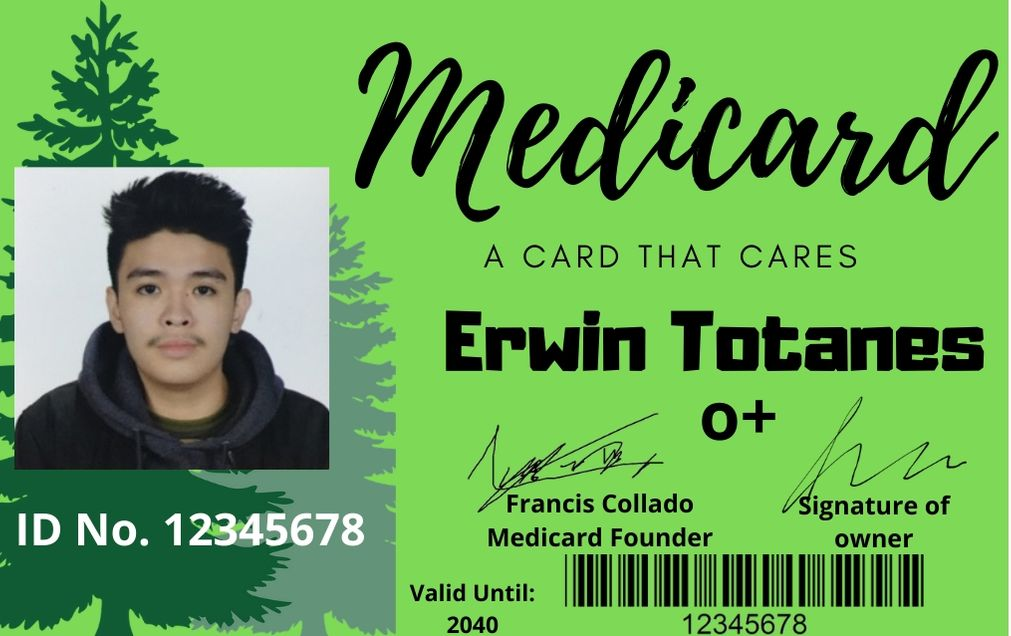 Medicard
A CARD THAT CARES
Erwin Totanes
o+
Francis Collado
Medicard Founder
Signature of
owner
ID No. 12345678
Valid Until:
2040
12345678